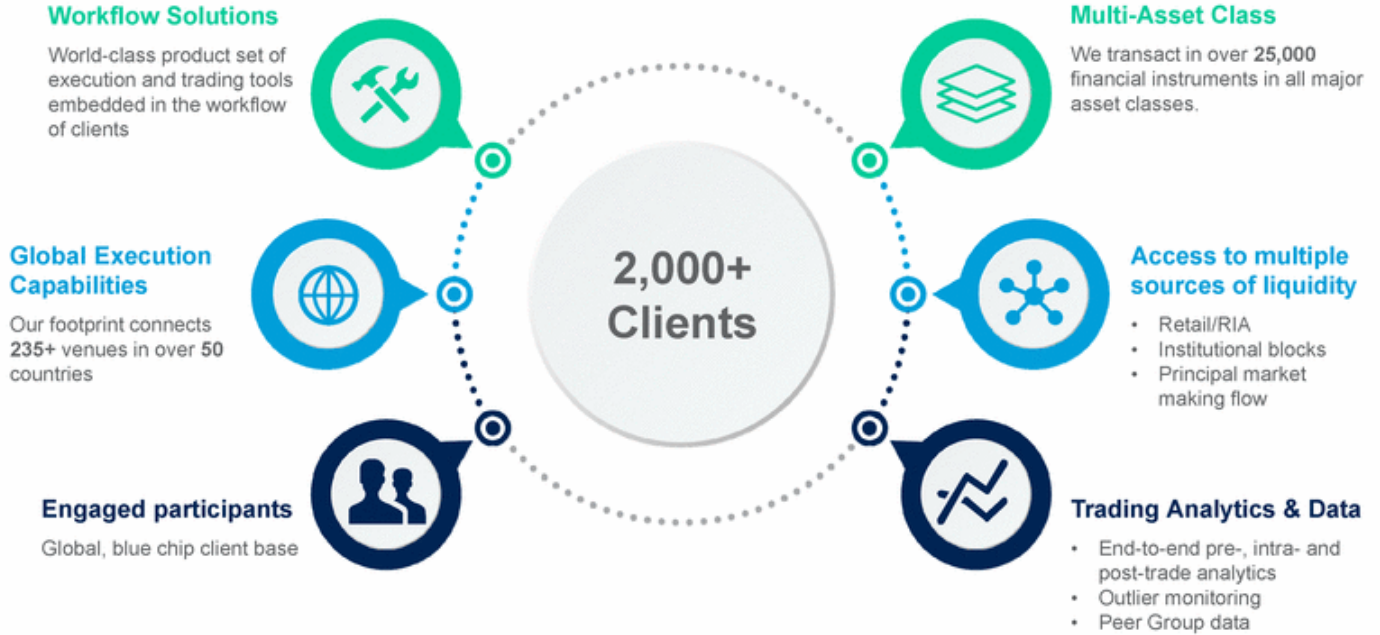 Workflow Solutions
World-class product set of
execution and trading tools
embedded in the workflow
of clients
Multi-Asset Class
We transact in over 25,000
financial instruments in all major
asset classes.
Global Execution
Capabilities
Our footprint connects
235+ venues in over 50
countries
2,000+
Clients
Access to multiple
sources of liquidity
• Retail/RIA
• Institutional blocks
• Principal market
making flow
Engaged participants
Global, blue chip client base
Trading Analytics & Data
• End-to-end pre-, intra- and
post-trade analytics
• Outlier monitoring
• Peer Group data